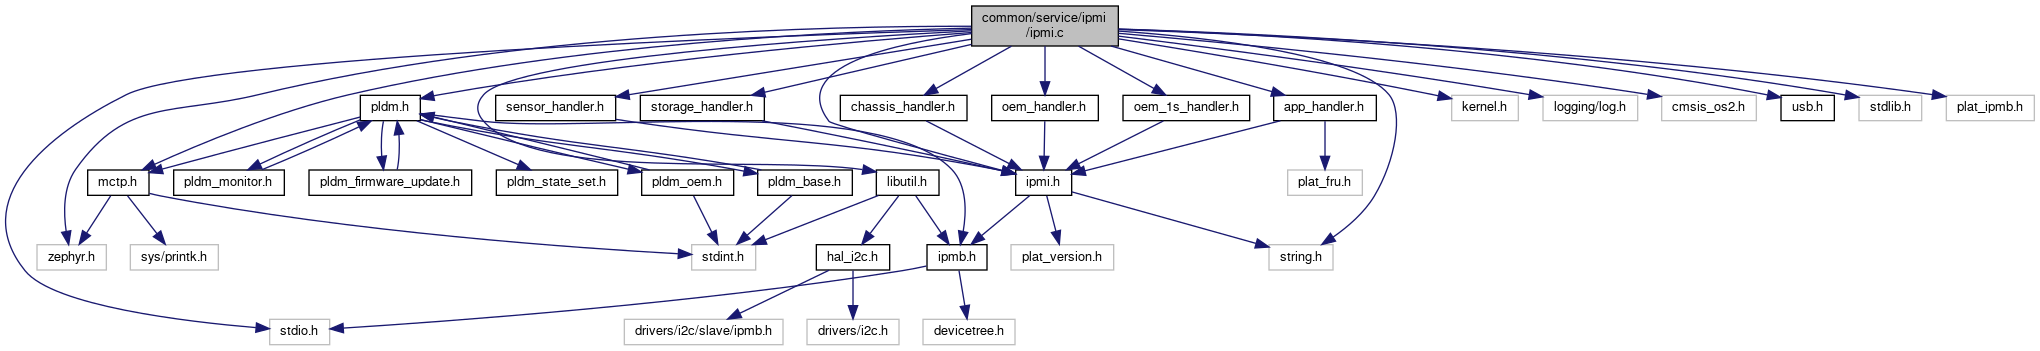 common/service/ipmi
/ipmi.c
pldm.h
sensor_handler.h
storage_handler.h
chassis_handler.h
oem_handler.h
oem_1s_handler.h
app_handler.h
kernel.h
logging/log.h
cmsis_os2.h
usb.h
stdlib.h
plat_ipmb.h
mctp.h
pldm_monitor.h
pldm_firmware_update.h
pldm_state_set.h
pldm_oem.h
pldm_base.h
libutil.h
ipmi.h
plat_fru.h
zephyr.h
sys/printk.h
stdint.h
hal_i2c.h
ipmb.h
plat_version.h
string.h
stdio.h
drivers/i2c/slave/ipmb.h
drivers/i2c.h
devicetree.h